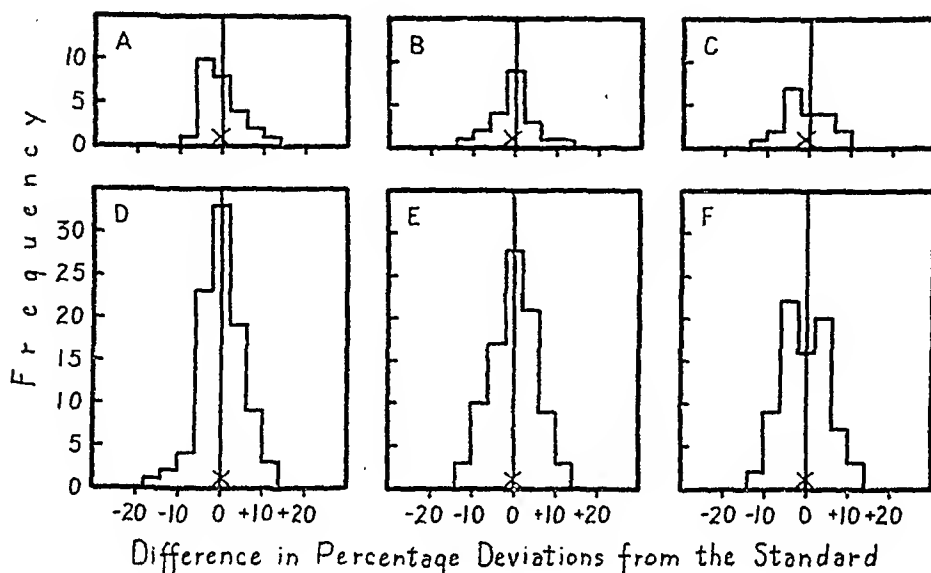 A
B
C
10
5
0
Frequency
D
E
F
30
25
20
15
10
5
0
-20 -10 0 +10 +20
-20 -10 0 +10 +20
-20 -10 0 +10 +20
Difference in Percentage Deviations from the Standard